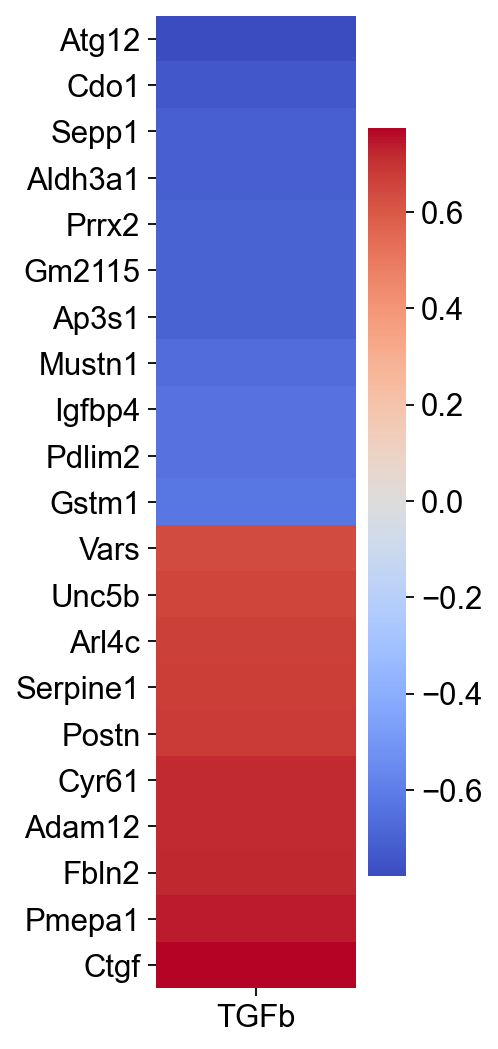 Atg12
Cdo1
Sepp1
Aldh3a1
Prrx2
Gm2115
Ap3s1
Mustn1
Igfbp4
Pdlim2
Gstm1
Vars
Unc5b
Arl4c
Serpine1
Postn
Cyr61
Adam12
Fbln2
Pmepa1
Ctgf
TGFb
0.6
0.4
0.2
0.0
−0.2
−0.4
−0.6